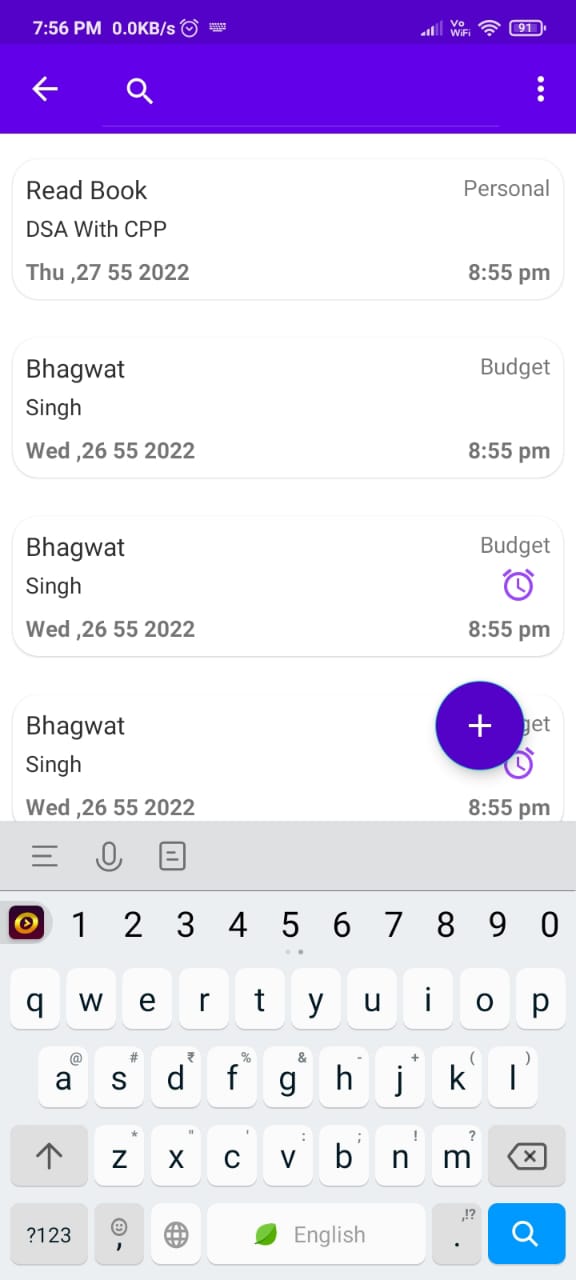 7:56 PM 0.0KB/s Vo WiFi 91
Read Book Personal
DSA With CPP
Thu ,27 55 2022 8:55 pm
Bhagwat Budget
Singh
Wed ,26 55 2022 8:55 pm
Bhagwat Budget
Singh
Wed ,26 55 2022 8:55 pm
Bhagwat get
Singh
Wed ,26 55 2022 8:55 pm
1 2 3 4 5 6 7 8 9 0
q w e r t y u i o p
@ # ₹ % & - + ( )
a s d f g h j k l
* " ' : ; ! ?
z x c v b n m
,!?
?123 , English .